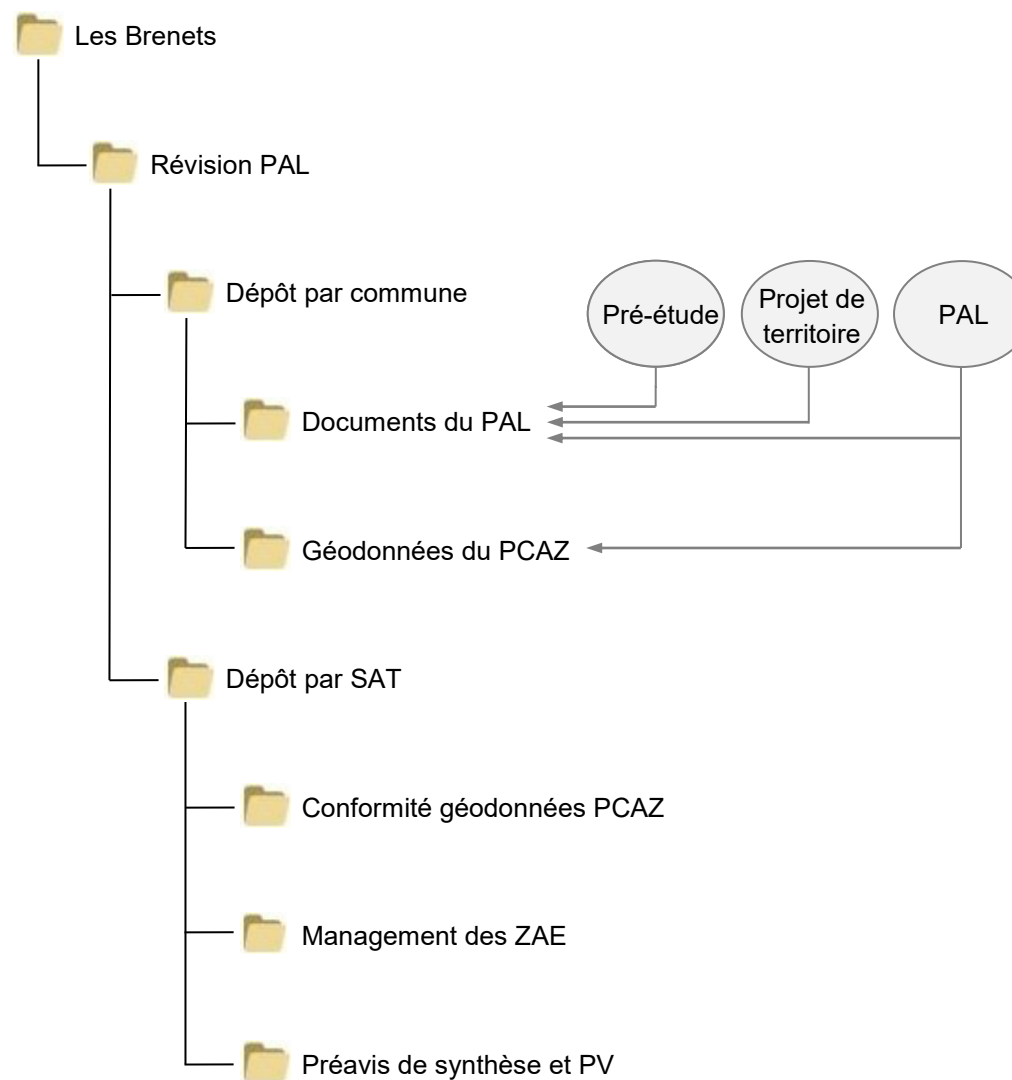 Les Brenets
Révision PAL
Dépôt par commune
Pré-étude
Projet de
territoire
PAL
Documents du PAL
Géodonnées du PCAZ
Dépôt par SAT
Conformité géodonnées PCAZ
Management des ZAE
Préavis de synthèse et PV